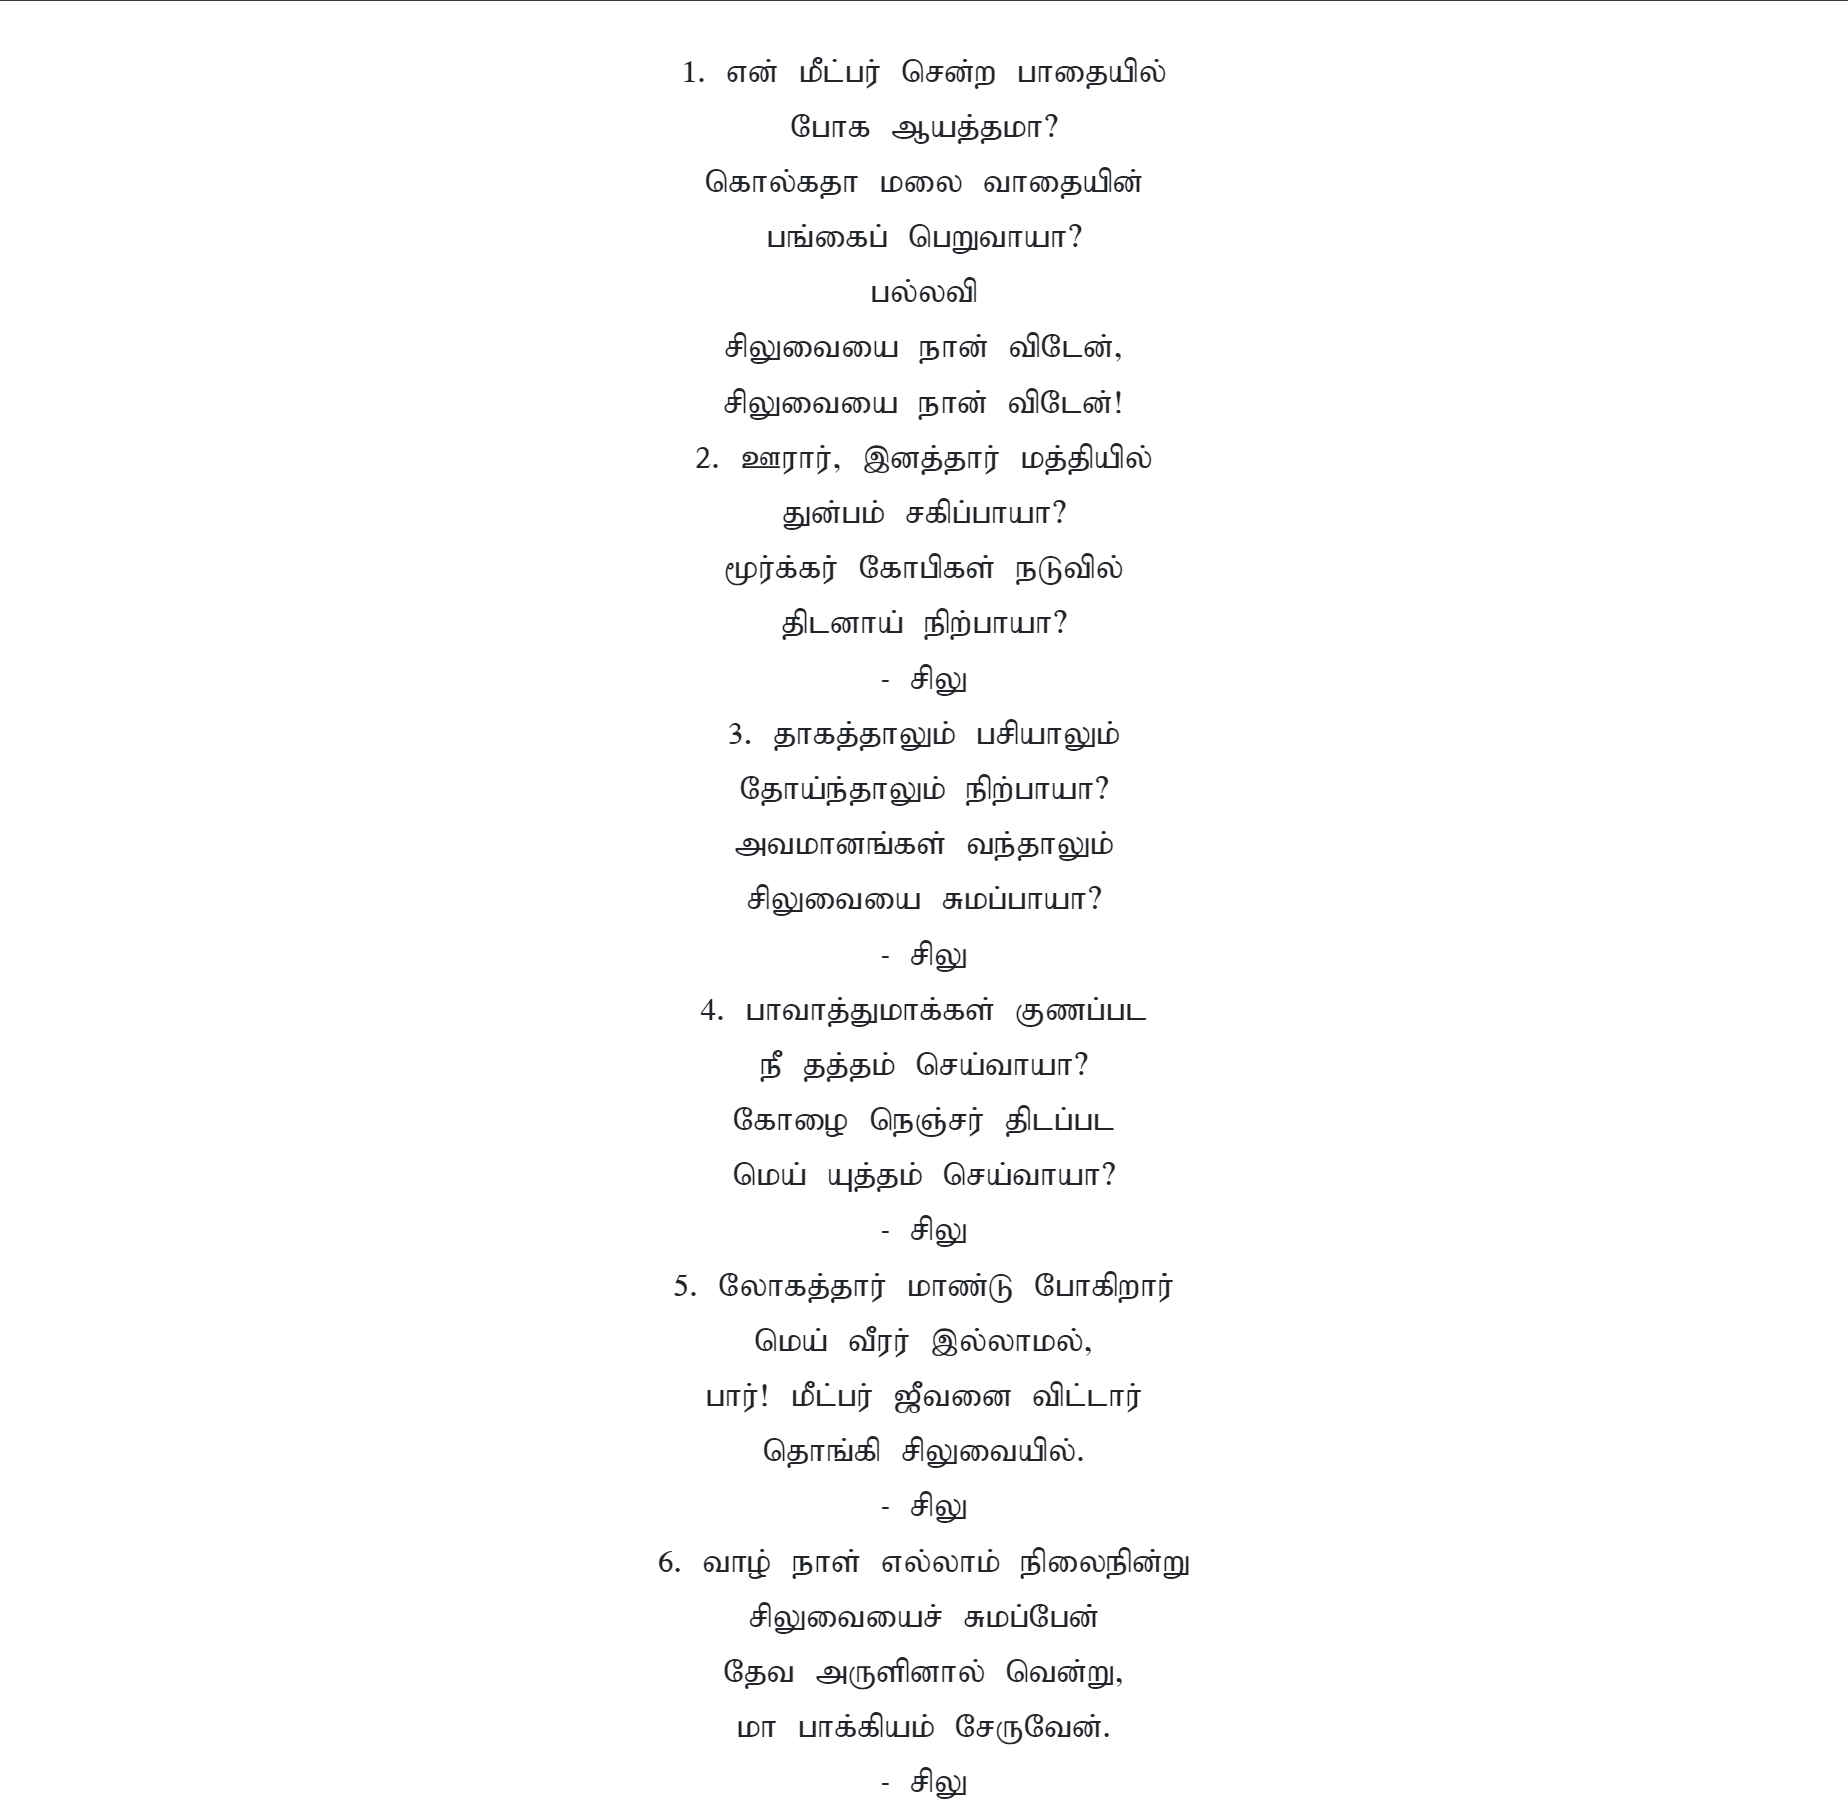 1. என் மீட்பர் சென்ற பாதையில்
போக ஆயத்தமா?
கொல்கதா மலை வாதையின்
பங்கைப் பெறுவாயா?
பல்லவி
சிலுவையை நான் விடேன்,
சிலுவையை நான் விடேன்!
2. ஊரார், இனத்தார் மத்தியில்
துன்பம் சகிப்பாயா?
மூர்க்கர் கோபிகள் நடுவில்
திடனாய் நிற்பாயா?
- சிலு
3. தாகத்தாலும் பசியாலும்
தோய்ந்தாலும் நிற்பாயா?
அவமானங்கள் வந்தாலும்
சிலுவையை சுமப்பாயா?
- சிலு
4. பாவாத்துமாக்கள் குணப்பட
நீ தத்தம் செய்வாயா?
கோழை நெஞ்சர் திடப்பட
மெய் யுத்தம் செய்வாயா?
- சிலு
5. லோகத்தார் மாண்டு போகிறார்
மெய் வீரர் இல்லாமல்,
பார்! மீட்பர் ஜீவனை விட்டார்
தொங்கி சிலுவையில்.
- சிலு
6. வாழ் நாள் எல்லாம் நிலைநின்று
சிலுவையைச் சுமப்பேன்
தேவ அருளினால் வென்று,
மா பாக்கியம் சேருவேன்.
- சிலு